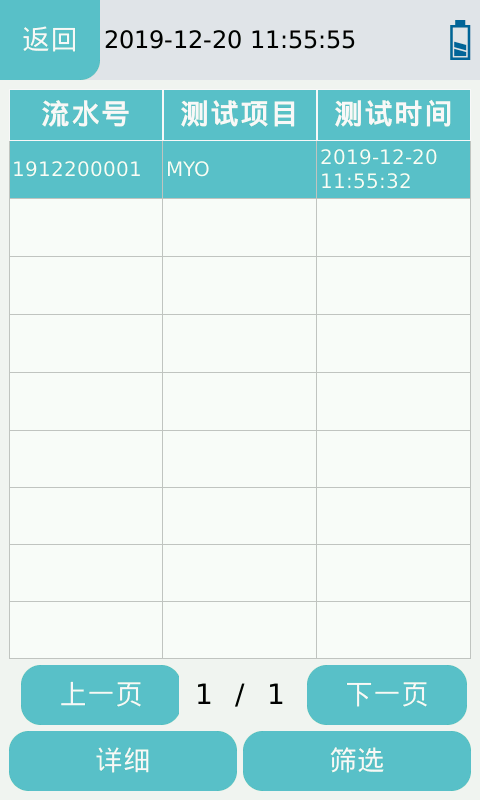 返回 2019-12-20 11:55:55
流水号 测试项目 测试时间
1912200001 MYO 2019-12-20
11:55:32
上一页 1 / 1 下一页
详细 筛选